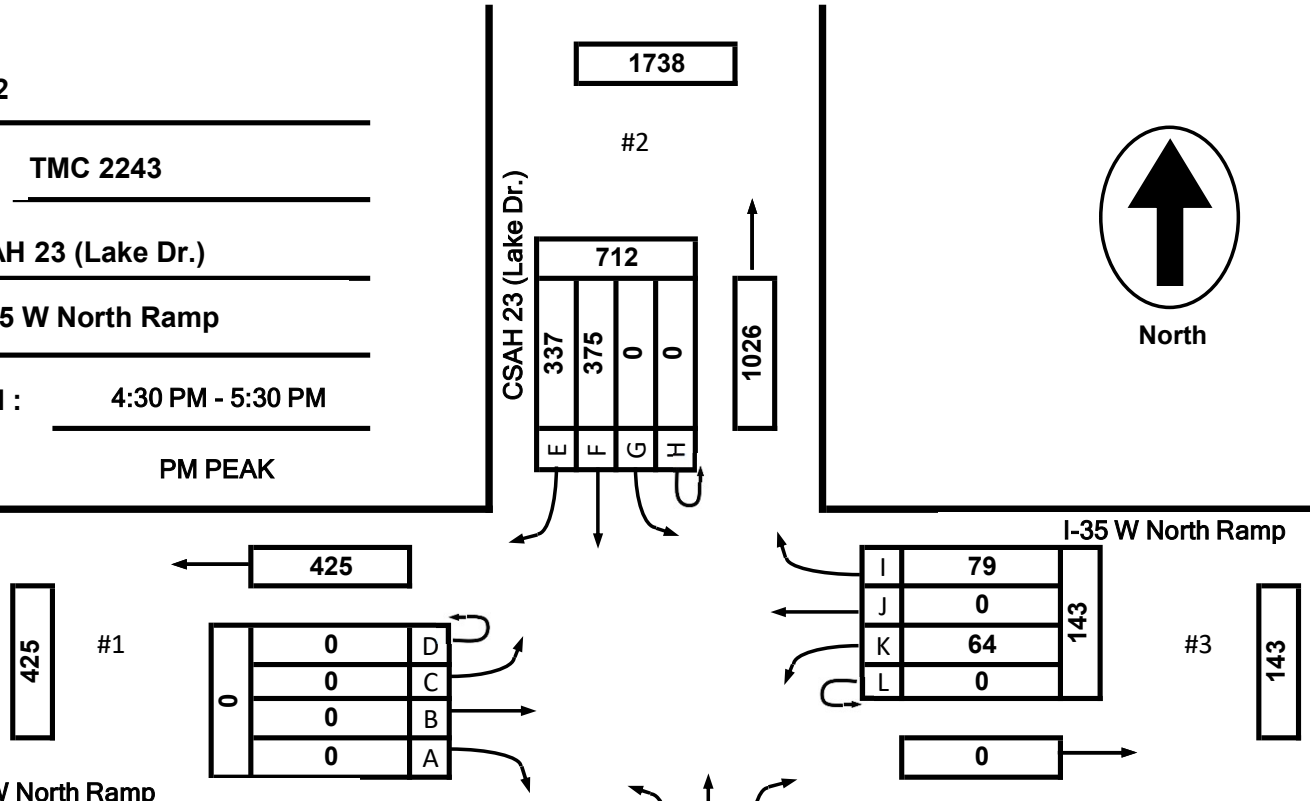 2
TMC 2243
AH 23 (Lake Dr.)
5 W North Ramp
:
4:30 PM - 5:30 PM
PM PEAK
1738
#2
CSAH 23 (Lake Dr.)
712
337 375 0 0
E F G H
1026
North
I-35 W North Ramp
425
425
#1
0
0 D
0 C
0 B
0 A
I 79
J 0
K 64
L 0
143
#3
143
0
W North Ramp